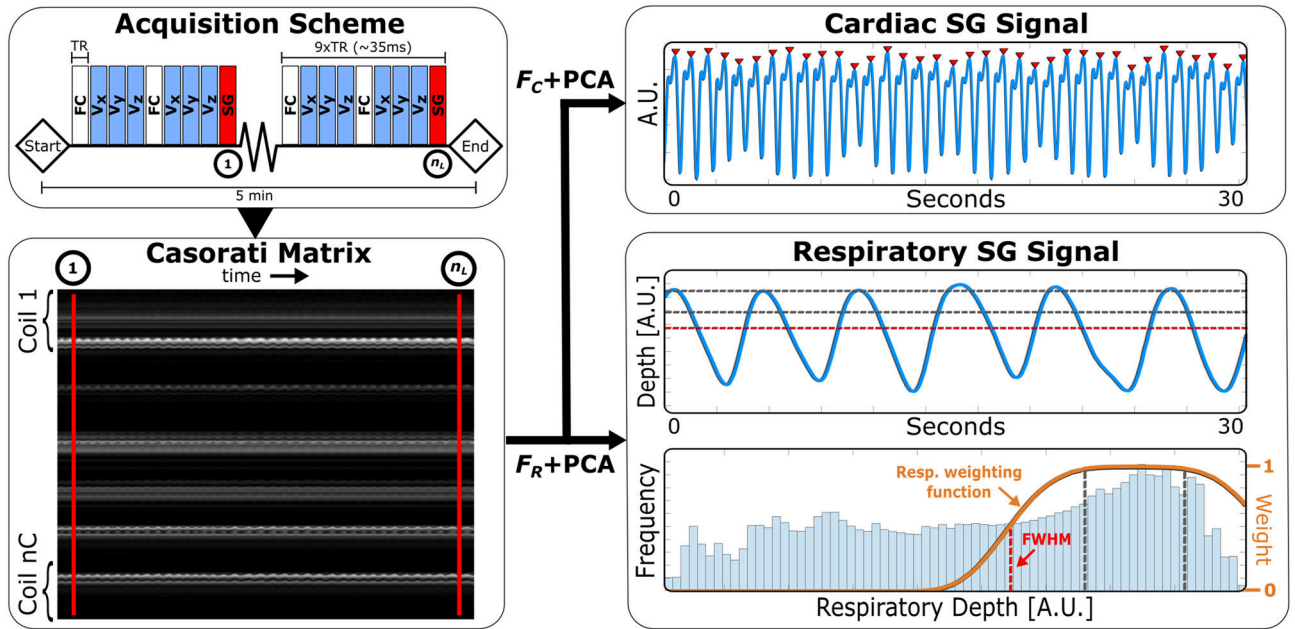 Acquisition Scheme
TR
9xTR (~35ms)
FC
Vx
Vy
Vz
FC
Vx
Vy
Vz
SG
FC
Vx
Vy
Vz
FC
Vx
Vy
Vz
SG
Start
1
nL
End
5 min
Casorati Matrix
1
time
nL
Coil 1
Coil nC
FC+PCA
FR+PCA
Cardiac SG Signal
A.U.
0
Seconds
30
Respiratory SG Signal
Depth [A.U.]
0
Seconds
30
Frequency
Resp. weighting
function
FWHM
1
Weight
0
Respiratory Depth [A.U.]